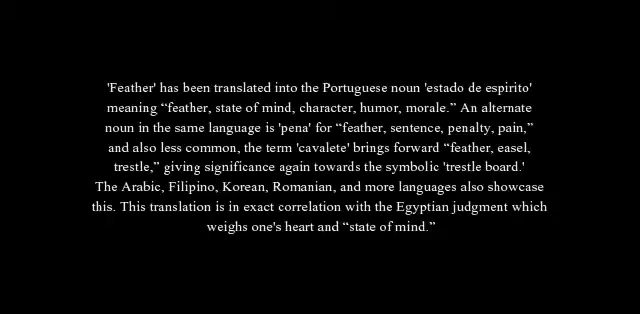 'Feather' has been translated into the Portuguese noun 'estado de espirito'
meaning “feather, state of mind, character, humor, morale.” An alternate
noun in the same language is 'pena' for “feather, sentence, penalty, pain,”
and also less common, the term 'cavalete' brings forward “feather, easel,
trestle,” giving significance again towards the symbolic 'trestle board.'
The Arabic, Filipino, Korean, Romanian, and more languages also showcase
this. This translation is in exact correlation with the Egyptian judgment which
weighs one's heart and “state of mind.”